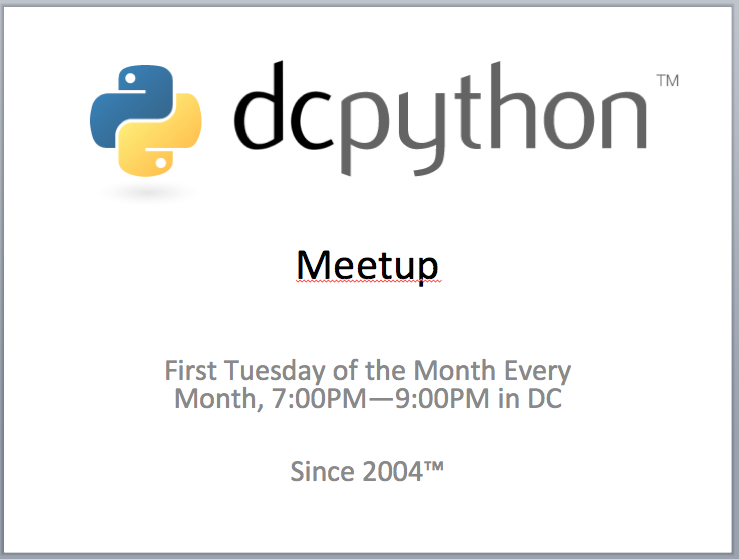 dcpython™
Meetup
First Tuesday of the Month Every
Month, 7:00PM—9:00PM in DC
Since 2004™